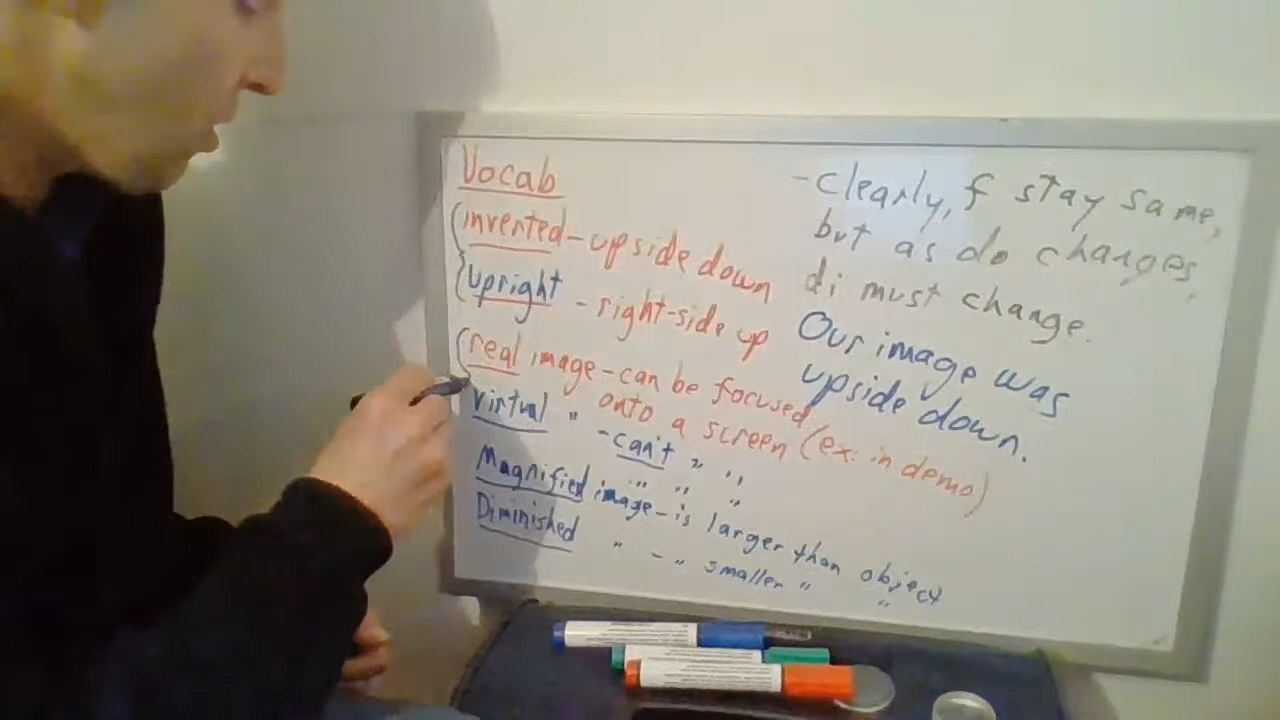 Vocab
inverted - upside down
upright - right-side up
real image - can be focused
onto a screen (ex: in demo)
virtual " - can't " "
" " "
Magnified image - is larger than object
Diminished " - " smaller " "
- Clearly, f stay same,
but as do changes,
di must change.
Our image was
upside down.